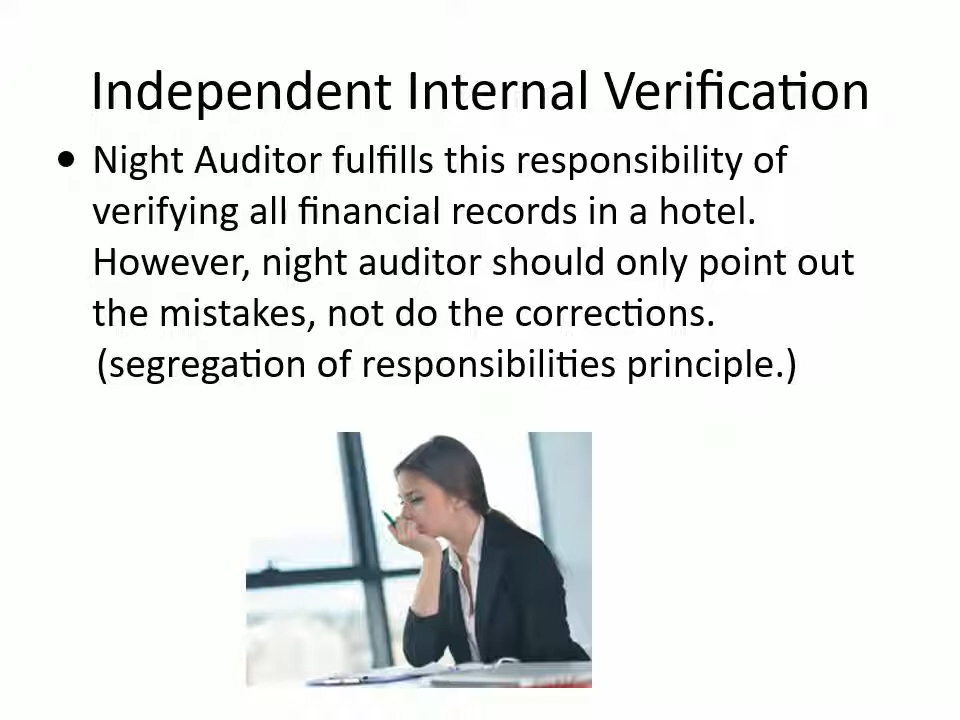 Independent Internal Verification
• Night Auditor fulfills this responsibility of
verifying all financial records in a hotel.
However, night auditor should only point out
the mistakes, not do the corrections.
(segregation of responsibilities principle.)